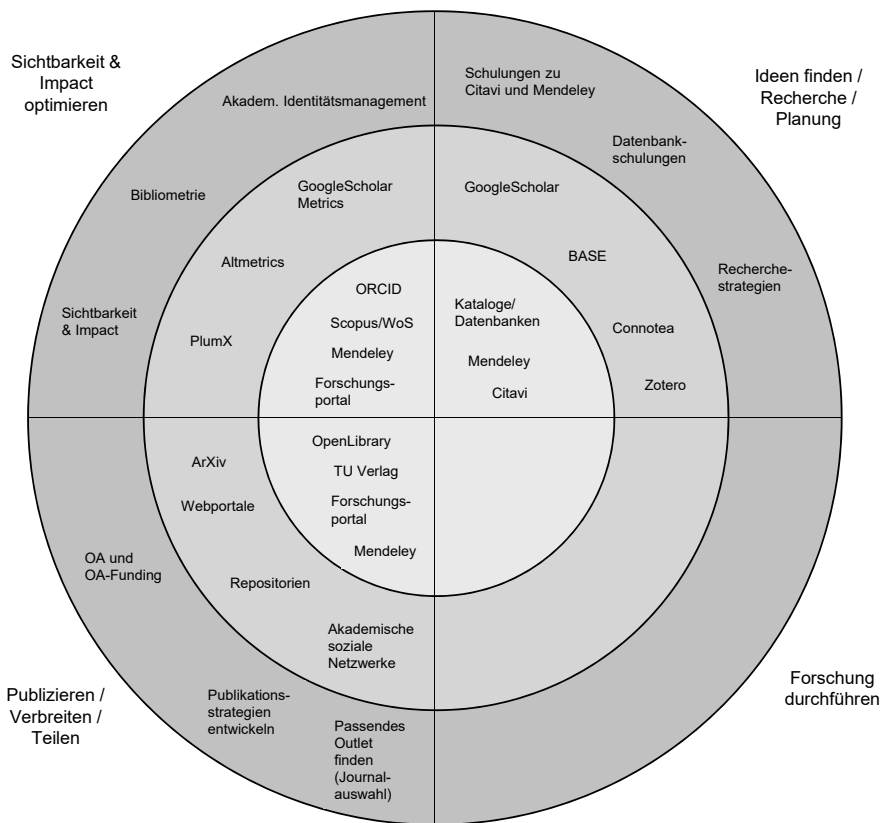 Sichtbarkeit &
Impact
optimieren
Akadem. Identitätsmanagement
Bibliometrie
Sichtbarkeit
& Impact
GoogleScholar
Metrics
Altmetrics
PlumX
ORCID
Scopus/WoS
Mendeley
Forschungs-
portal
Ideen finden /
Recherche /
Planung
Schulungen zu
Citavi und Mendeley
Datenbank-
schulungen
Recherche-
strategien
GoogleScholar
BASE
Connotea
Zotero
Kataloge/
Datenbanken
Mendeley
Citavi
Publizieren /
Verbreiten /
Teilen
OpenLibrary
TU Verlag
Forschungs-
portal
Mendeley
ArXiv
Webportale
Repositorien
Akademische
soziale
Netzwerke
OA und
OA-Funding
Publikations-
strategien
entwickeln
Passendes
Outlet
finden
(Journal-
auswahl)
Forschung
durchführen